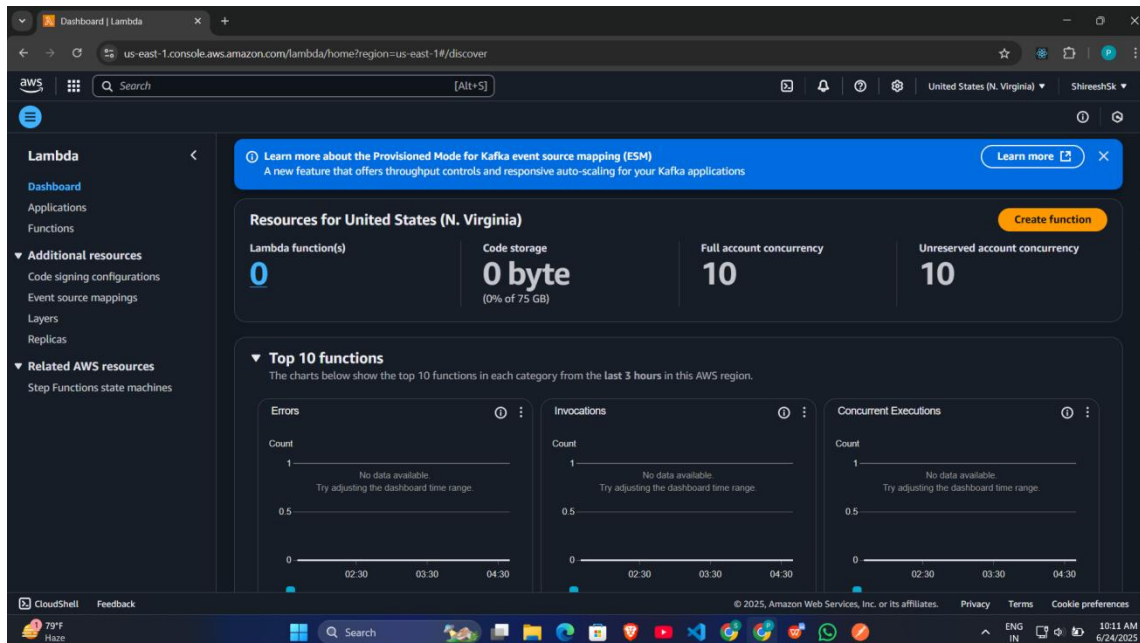 Dashboard | Lambda
us-east-1.console.aws.amazon.com/lambda/home?region=us-east-1#/discover
P
aws
Search
[Alt+S]
United States (N. Virginia)
ShireeshSk
Lambda
Dashboard
Applications
Functions
Additional resources
Code signing configurations
Event source mappings
Layers
Replicas
Related AWS resources
Step Functions state machines
Learn more about the Provisioned Mode for Kafka event source mapping (ESM)
A new feature that offers throughput controls and responsive auto-scaling for your Kafka applications
Learn more
Resources for United States (N. Virginia)
Create function
Lambda function(s)
0
Code storage
0 byte
(0% of 75 GB)
Full account concurrency
10
Unreserved account concurrency
10
Top 10 functions
The charts below show the top 10 functions in each category from the last 3 hours in this AWS region.
Errors
Count
1
No data available.
Try adjusting the dashboard time range.
0.5
0
02:30 03:30 04:30
Invocations
Count
1
No data available.
Try adjusting the dashboard time range.
0.5
0
02:30 03:30 04:30
Concurrent Executions
Count
1
No data available.
Try adjusting the dashboard time range.
0.5
0
02:30 03:30 04:30
CloudShell Feedback
© 2025, Amazon Web Services, Inc. or its affiliates. Privacy Terms Cookie preferences
1
79°F
Haze
Search
ENG
IN
10:11 AM
6/24/2025